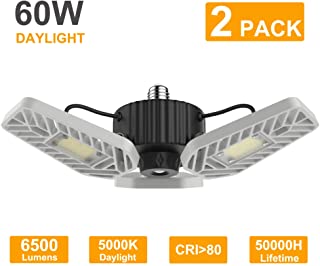 60W
DAYLIGHT
2 PACK
6500
Lumens
5000K
Daylight
CRI>80
50000H
Lifetime